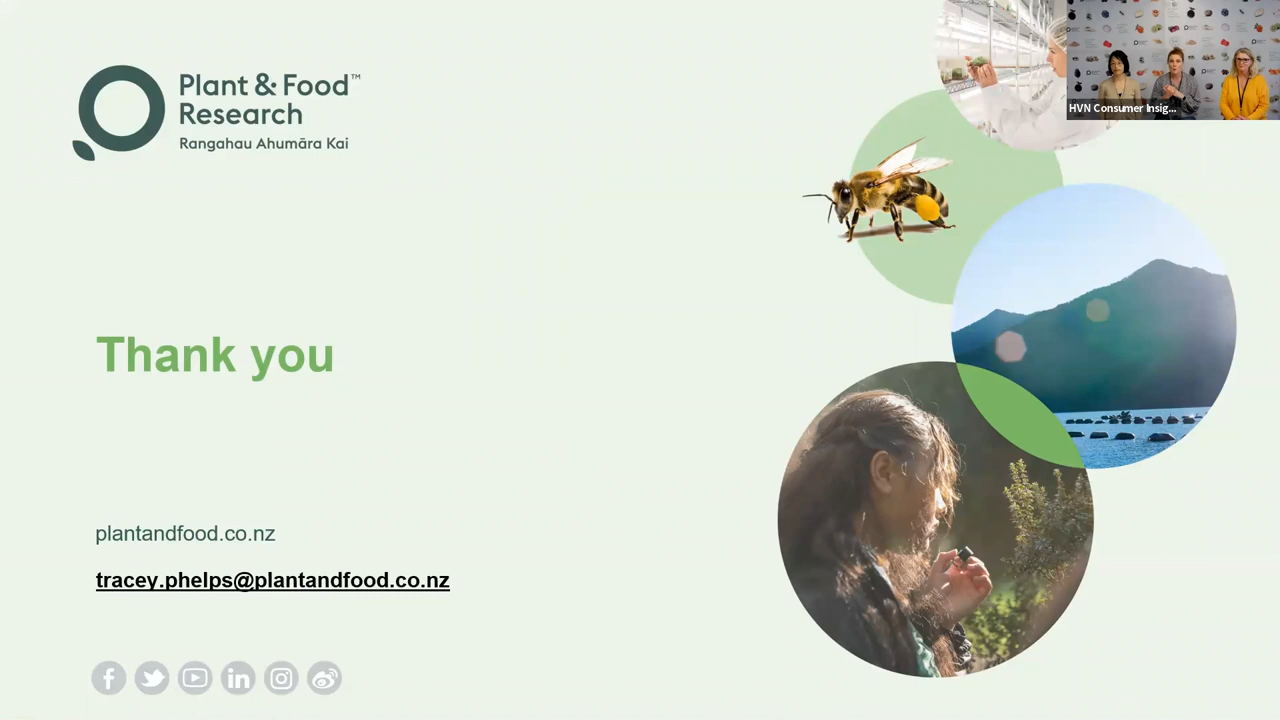 Plant & Food™
Research
Rangahau Ahumāra Kai
HVN Consumer Insig...
Thank you
plantandfood.co.nz
tracey.phelps@plantandfood.co.nz